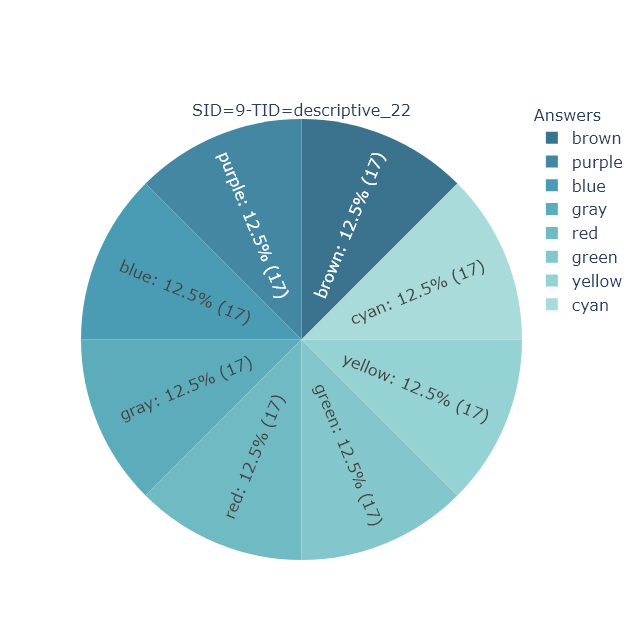 SID=9-TID=descriptive_22
Answers
brown
purple
blue
gray
red
green
yellow
cyan
brown: 12.5% (17)
purple: 12.5% (17)
blue: 12.5% (17)
gray: 12.5% (17)
red: 12.5% (17)
green: 12.5% (17)
yellow: 12.5% (17)
cyan: 12.5% (17)